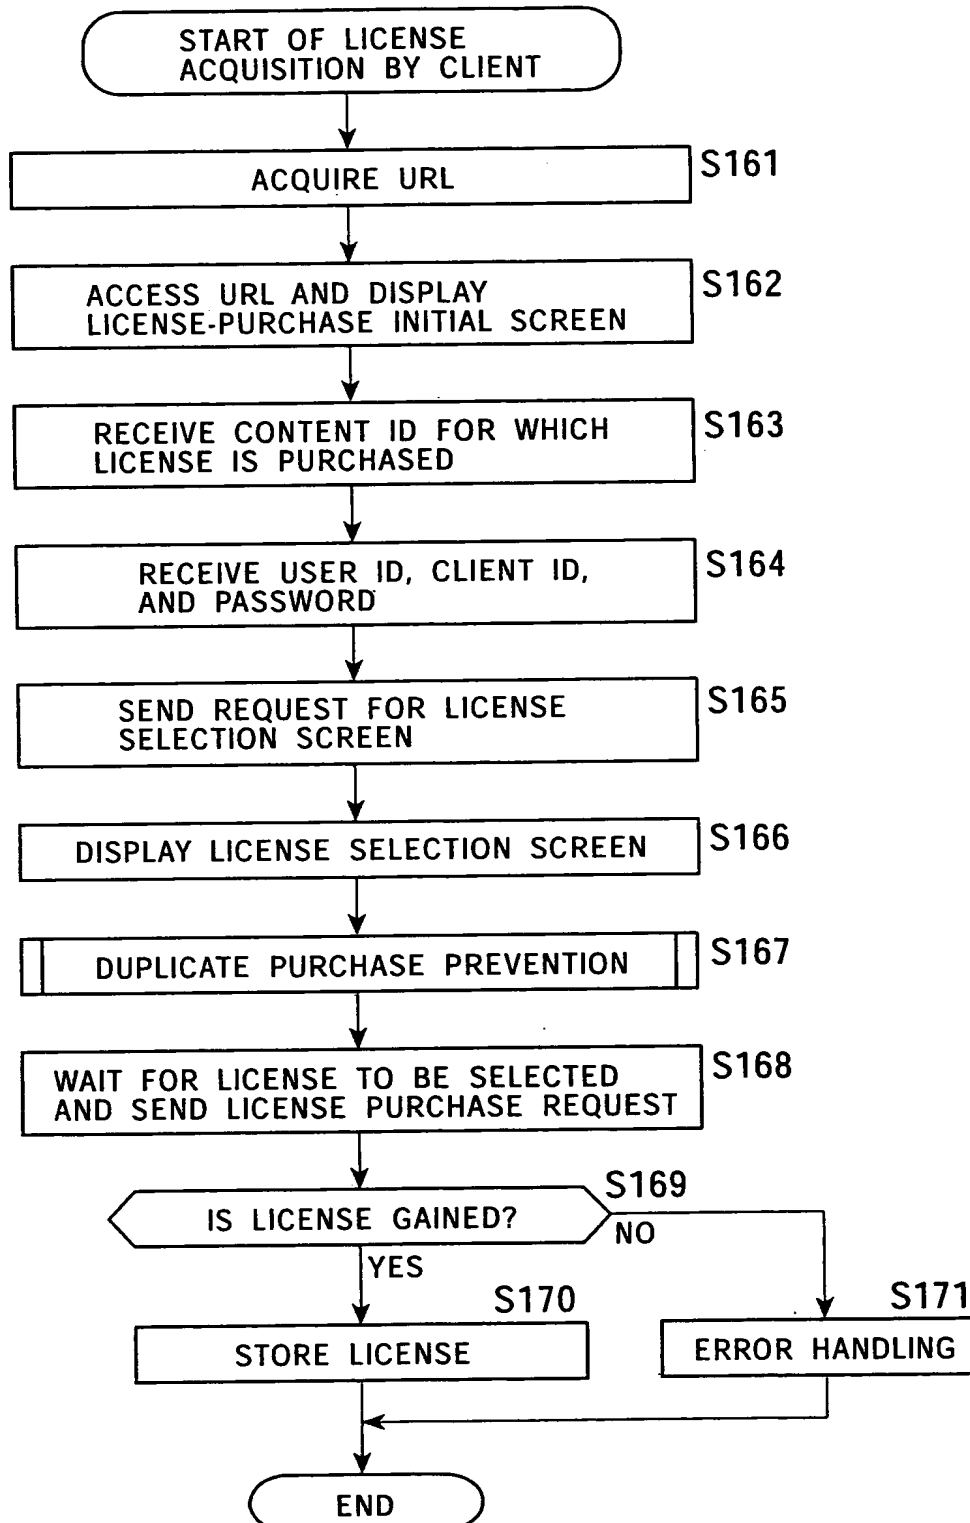 START OF LICENSE
ACQUISITION BY CLIENT
ACQUIRE URL
S161
ACCESS URL AND DISPLAY
LICENSE-PURCHASE INITIAL SCREEN
S162
RECEIVE CONTENT ID FOR WHICH
LICENSE IS PURCHASED
S163
RECEIVE USER ID, CLIENT ID,
AND PASSWORD
S164
SEND REQUEST FOR LICENSE
SELECTION SCREEN
S165
DISPLAY LICENSE SELECTION SCREEN
S166
DUPLICATE PURCHASE PREVENTION
S167
WAIT FOR LICENSE TO BE SELECTED
AND SEND LICENSE PURCHASE REQUEST
S168
IS LICENSE GAINED?
S169
NO
YES
S170
STORE LICENSE
S171
ERROR HANDLING
END